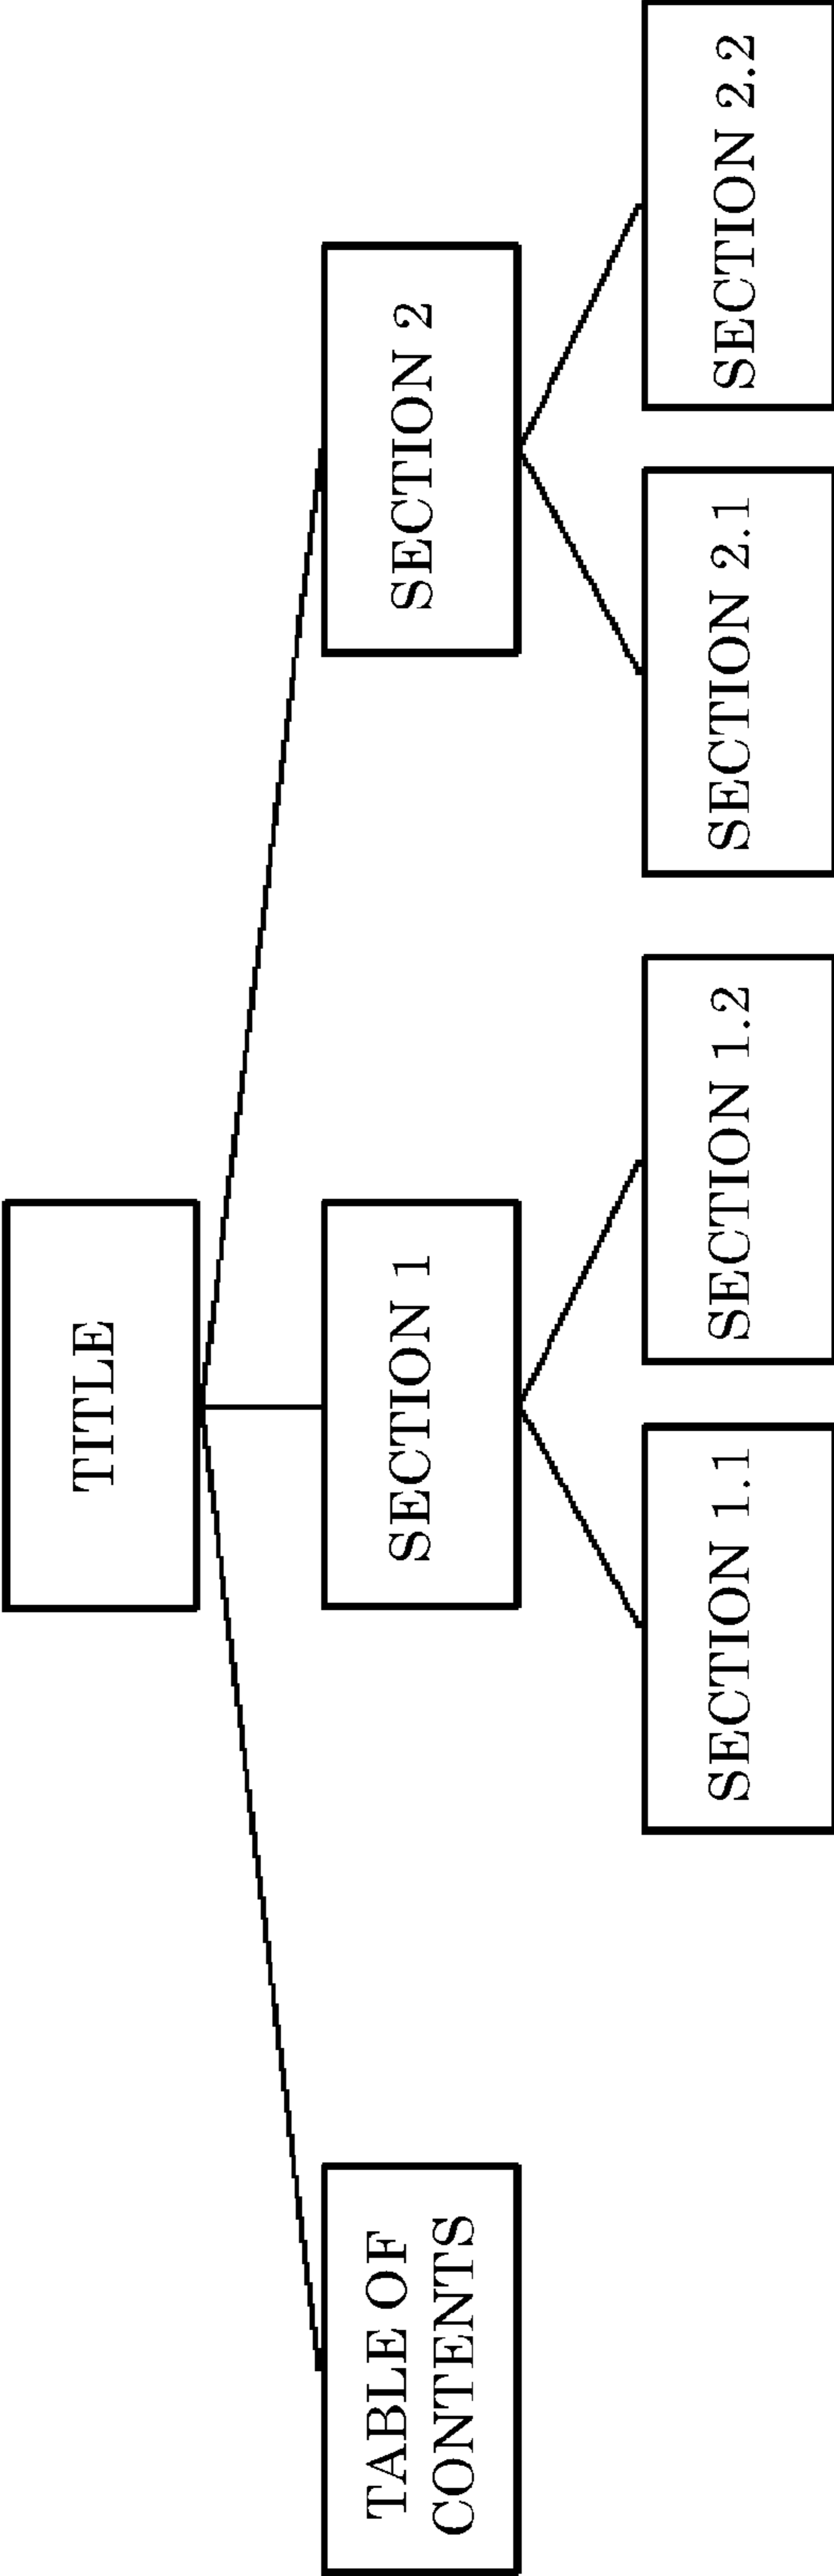 TITLE
TABLE OF
CONTENTS
SECTION 1
SECTION 2
SECTION 1.1
SECTION 1.2
SECTION 2.1
SECTION 2.2